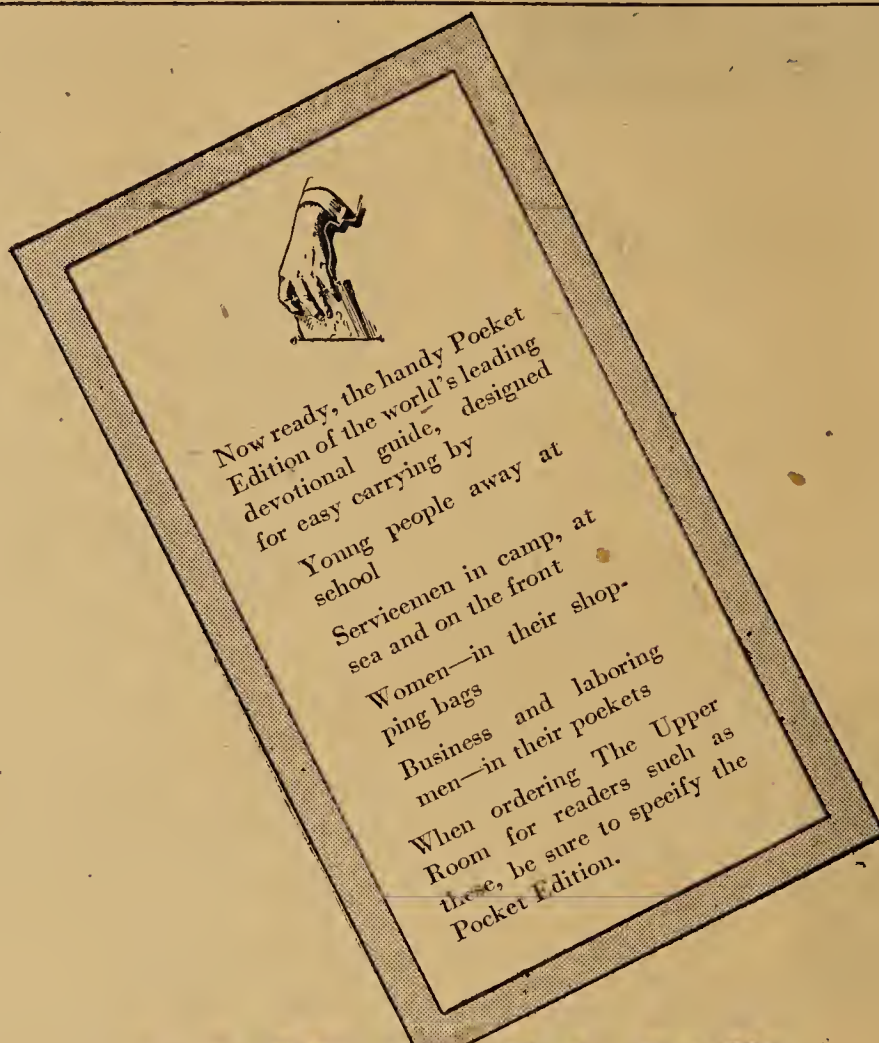 Now ready, the handy Pocket
Edition of the world's leading
devotional guide, designed
for easy carrying by
Young people away at
school
Servicemen in camp, at
sea and on the front
Women—in their shop-
ping bags
Business and laboring
men—in their pockets
When ordering The Upper
Room for readers such as
these, be sure to specify the
Pocket Edition.